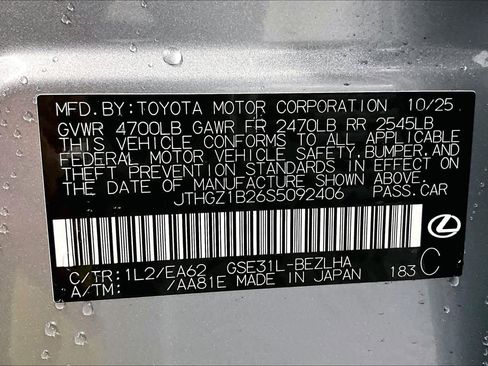 MFD.BY:TOYOTA MOTOR CORPORATION 10/25
GVWR 4700LB GAWR FR 2470LB RR 2545LB
THIS VEHICLE CONFORMS TO ALL APPLICABLE
FEDERAL MOTOR VEHICLE SAFETY,BUMPER,AND
THEFT PREVENTION STANDARDS IN EFFECT ON
THE DATE OF MANUFACTURE SHOWN ABOVE.
JTHGZ1B26S5092406 PASS.CAR
C/TR:1L2/EA62 GSE31L-BEZLHA
A/TM: /AA81E MADE IN JAPAN 183 C